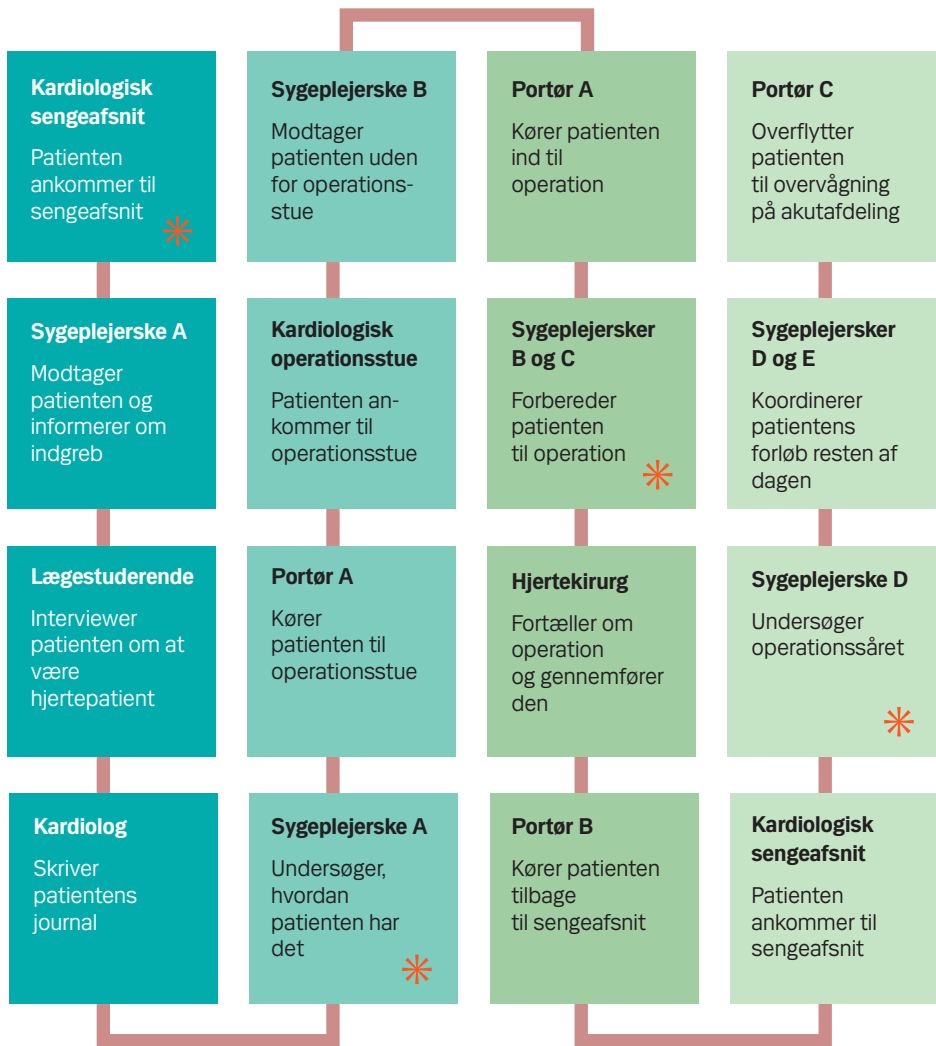 Kardiologisk
sengeafsnit
Patienten
ankommer til
sengeafsnit
Sygeplejerske A
Modtager
patienten og
informerer om
indgreb
Lægestuderende
Interviewer
patienten om at
være
hjertepatient
Kardiolog
Skriver
patientens
journal
Sygeplejerske A
Undersøger,
hvordan
patienten har
det
Portør A
Kører
patienten til
operationsstue
Kardiologisk
operationsstue
Patienten an-
kommer til
operationsstue
Sygeplejerske B
Modtager
patienten uden
for operations-
stue
Portør A
Kører patienten
ind til
operation
Sygeplejersker
B og C
Forbereder
patienten
til operation
Hjertekirurg
Fortæller om
operation
og gennemfører
den
Portør B
Kører patienten
tilbage
til sengeafsnit
Kardiologisk
sengeafsnit
Patienten
ankommer til
sengeafsnit
Sygeplejerske D
Undersøger
operationssåret
Sygeplejersker
D og E
Koordinerer
patientens
forløb resten af
dagen
Portør C
Overflytter
patienten
til overvågning
på akutafdeling